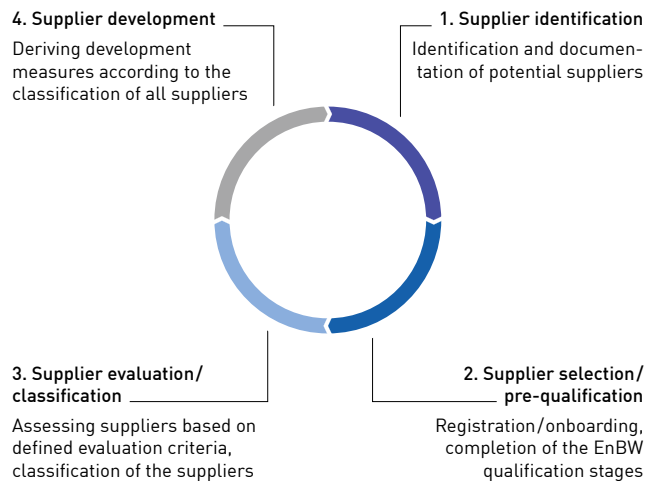 4. Supplier development
Deriving development
measures according to the
classification of all suppliers
1. Supplier identification
Identification and documen-
tation of potential suppliers
3. Supplier evaluation/
classification
Assessing suppliers based on
defined evaluation criteria,
classification of the suppliers
2. Supplier selection/
pre-qualification
Registration/onboarding,
completion of the EnBW
qualification stages